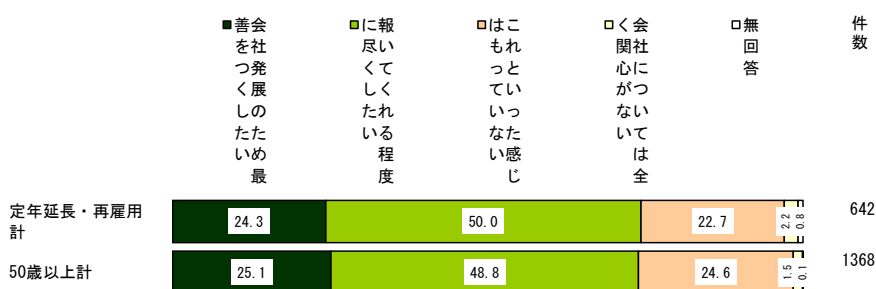 ■会社発展のため最
善をつくしたい
■報いてくれる程度
に尽くしたい
■これといった感じ
はもっていない
□会社については全
く関心がない
□無回答
件数
定年延長・再雇用
計
24.3
50.0
22.7
2.2
0.8
642
50歳以上計
25.1
48.8
24.6
1.5
0.1
1368